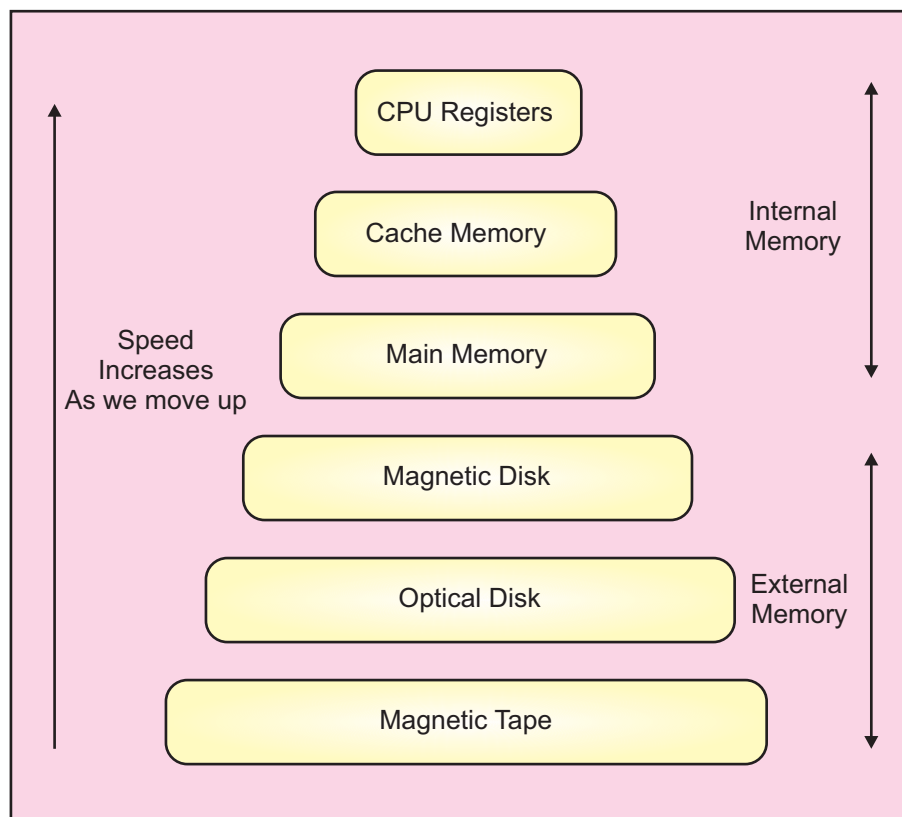 CPU Registers
Cache Memory
Internal
Memory
Main Memory
Speed
Increases
As we move up
Magnetic Disk
Optical Disk
External
Memory
Magnetic Tape